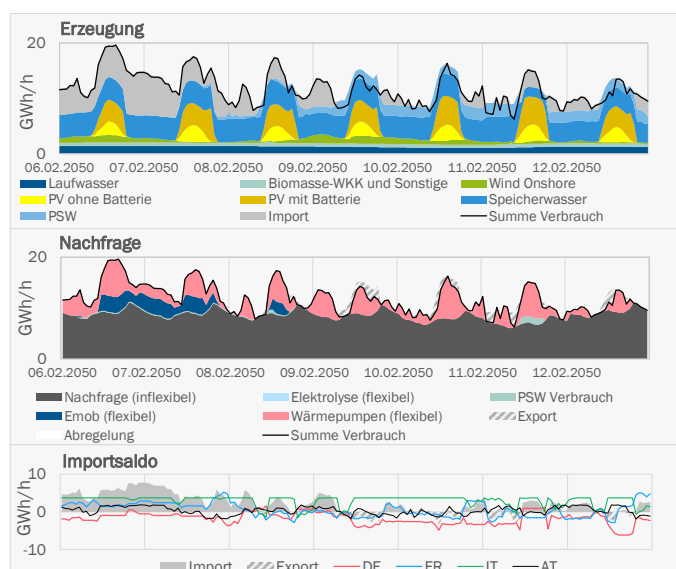 Erzeugung
20
GWh/h
0
06.02.2050 07.02.2050 08.02.2050 09.02.2050 10.02.2050 11.02.2050 12.02.2050
Laufwasser Biomasse-WKK und Sonstige Wind Onshore
PV ohne Batterie PV mit Batterie Speicherwasser
PSW Import Summe Verbrauch
Nachfrage
20
GWh/h
0
06.02.2050 07.02.2050 08.02.2050 09.02.2050 10.02.2050 11.02.2050 12.02.2050
Nachfrage (inflexibel) Elektrolyse (flexibel) PSW Verbrauch
Emob (flexibel) Wärmepumpen (flexibel) Export
Abregelung Summe Verbrauch
Importsaldo
10
GWh/h
0
-10
Import Export DE FR IT AT